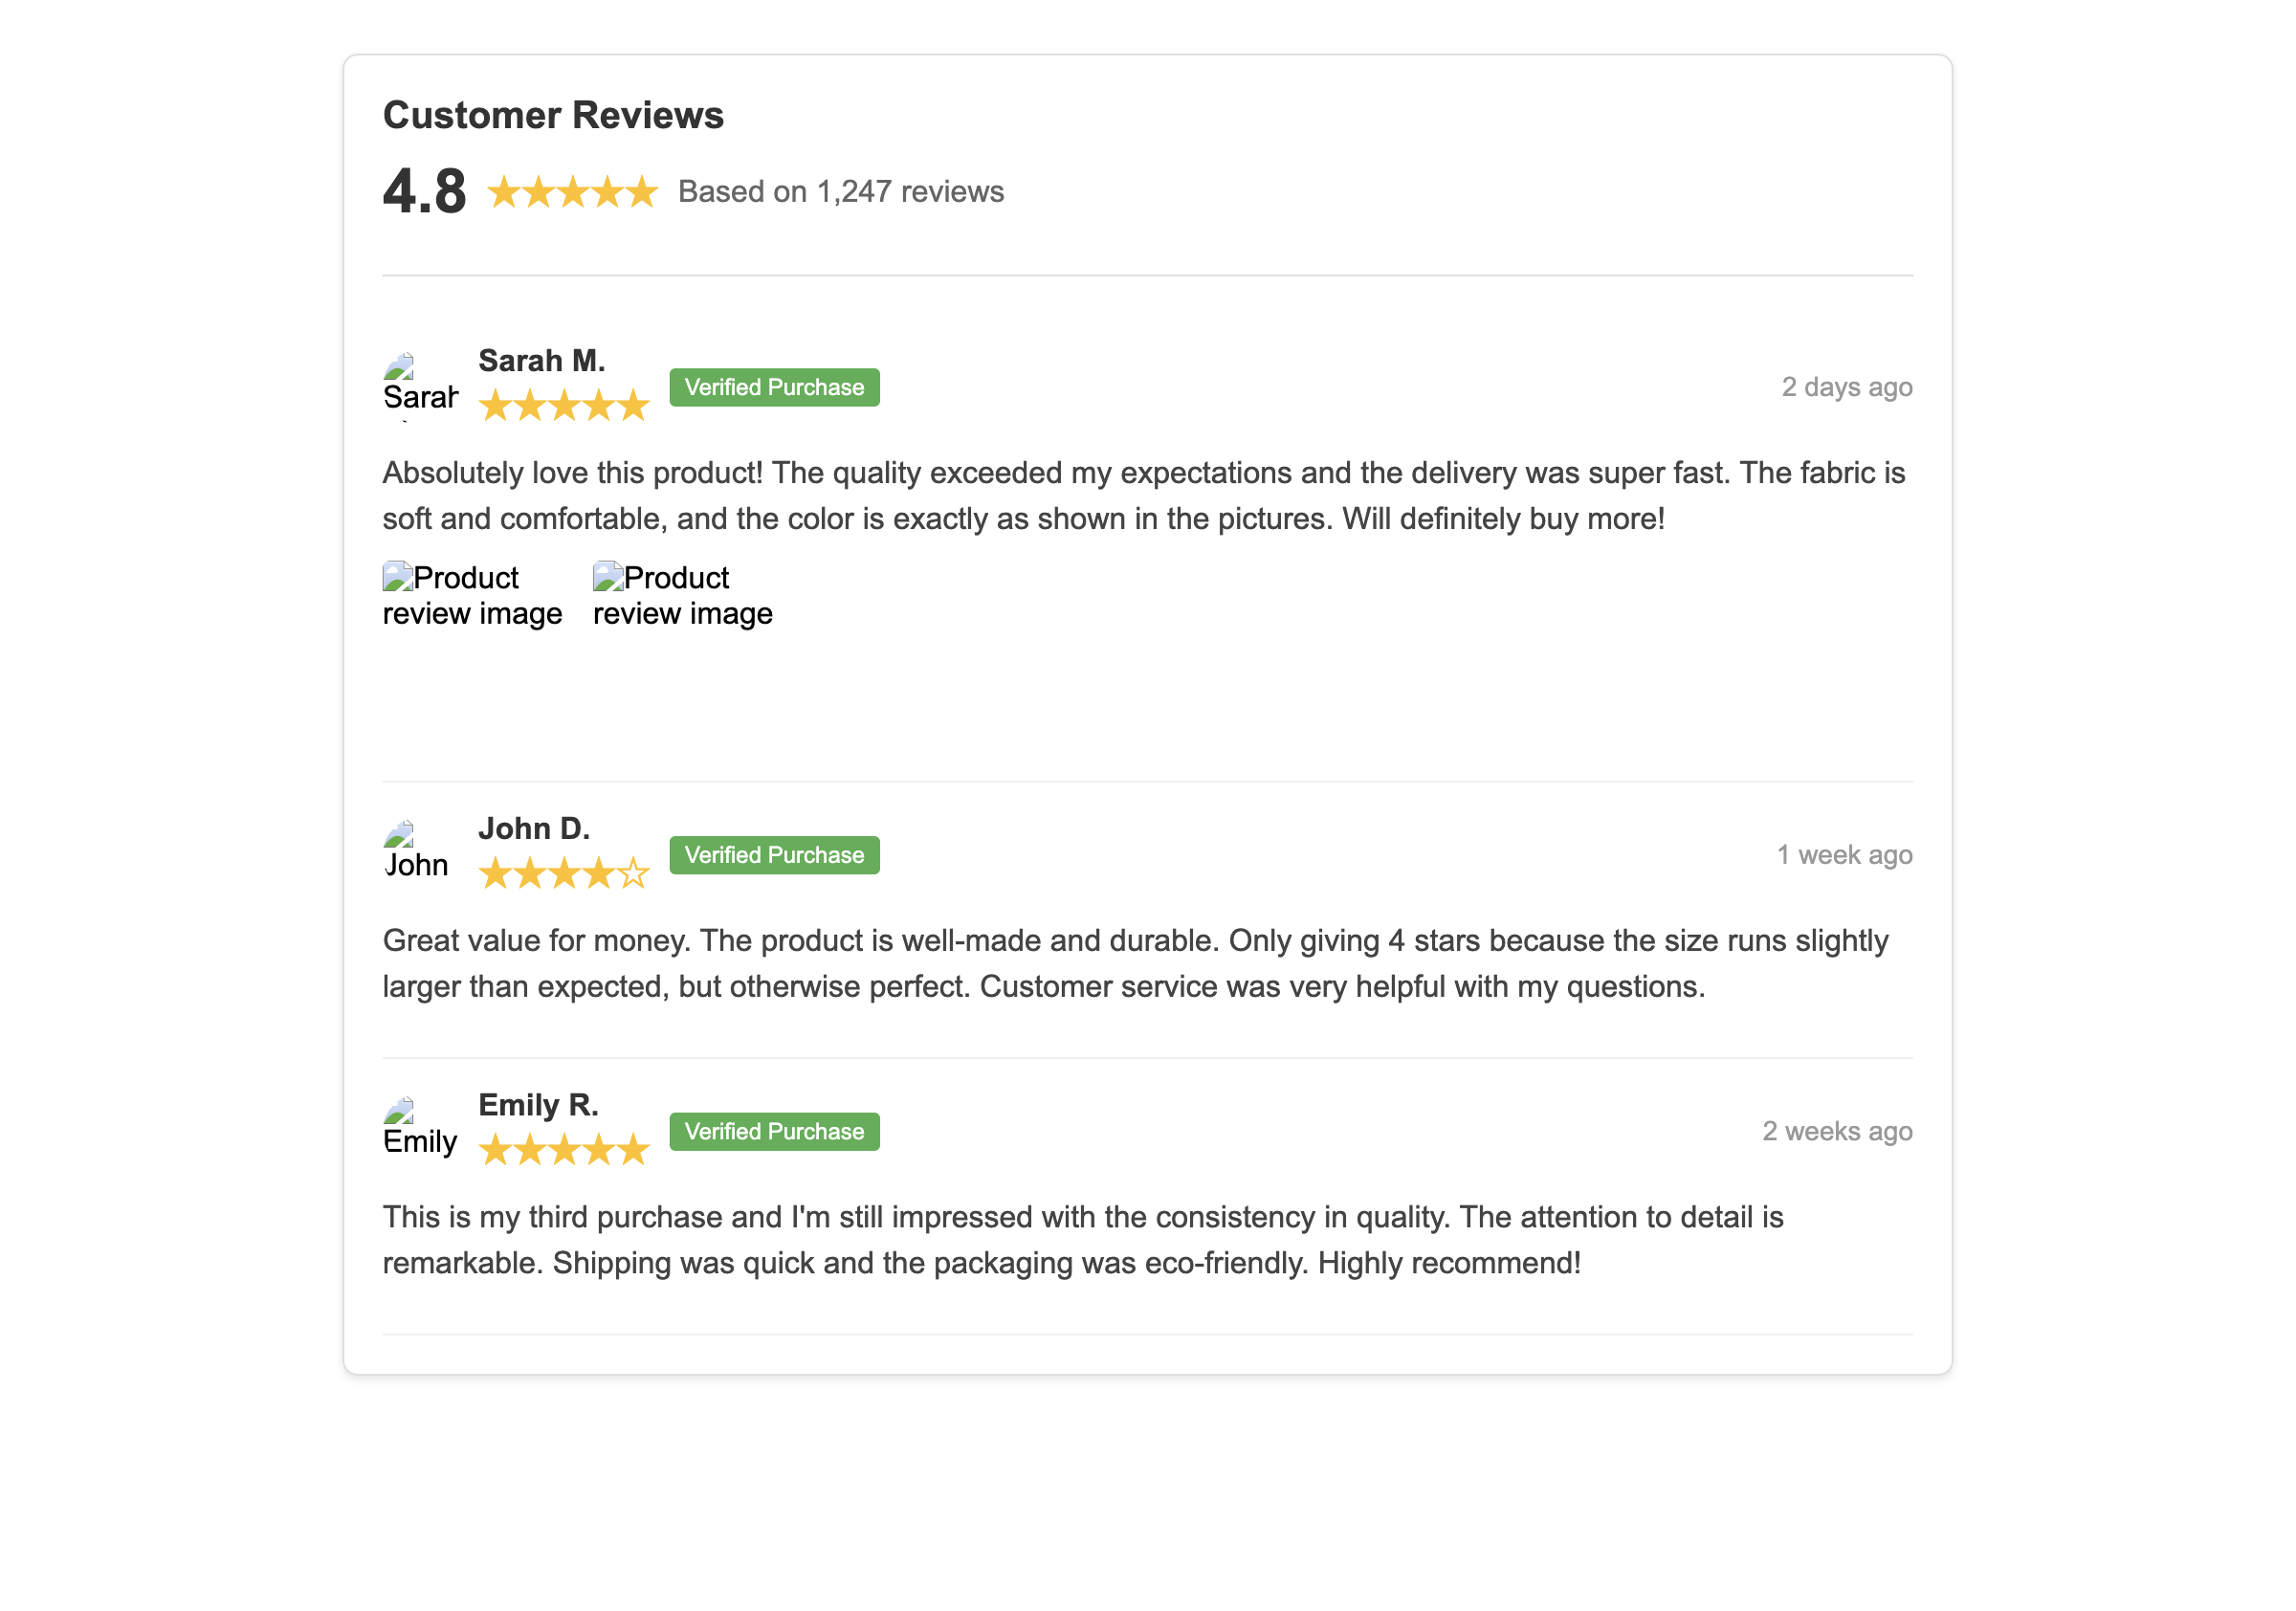 Customer Reviews
4.8 ★★★★★ Based on 1,247 reviews
Sarah M.
Sarah
★★★★★ Verified Purchase 2 days ago
Absolutely love this product! The quality exceeded my expectations and the delivery was super fast. The fabric is
soft and comfortable, and the color is exactly as shown in the pictures. Will definitely buy more!
Product
review image
Product
review image
John D.
John
★★★★☆ Verified Purchase 1 week ago
Great value for money. The product is well-made and durable. Only giving 4 stars because the size runs slightly
larger than expected, but otherwise perfect. Customer service was very helpful with my questions.
Emily R.
Emily
★★★★★ Verified Purchase 2 weeks ago
This is my third purchase and I'm still impressed with the consistency in quality. The attention to detail is
remarkable. Shipping was quick and the packaging was eco-friendly. Highly recommend!